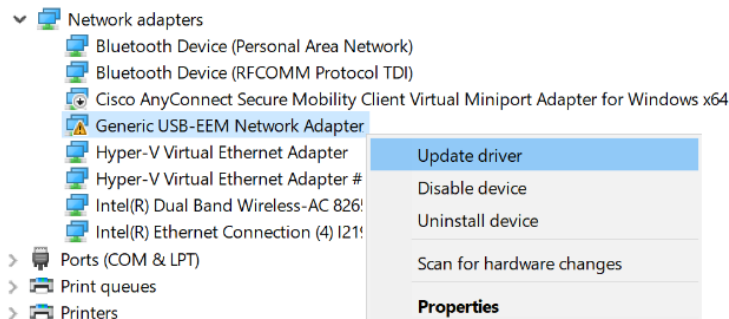 Network adapters
Bluetooth Device (Personal Area Network)
Bluetooth Device (RFCOMM Protocol TDI)
Cisco AnyConnect Secure Mobility Client Virtual Miniport Adapter for Windows x64
Generic USB-EEM Network Adapter
Update driver
Hyper-V Virtual Ethernet Adapter
Disable device
Hyper-V Virtual Ethernet Adapter #
Uninstall device
Intel(R) Dual Band Wireless-AC 826
Intel(R) Ethernet Connection (4) I21
Ports (COM & LPT)
Scan for hardware changes
Print queues
Properties
Printers